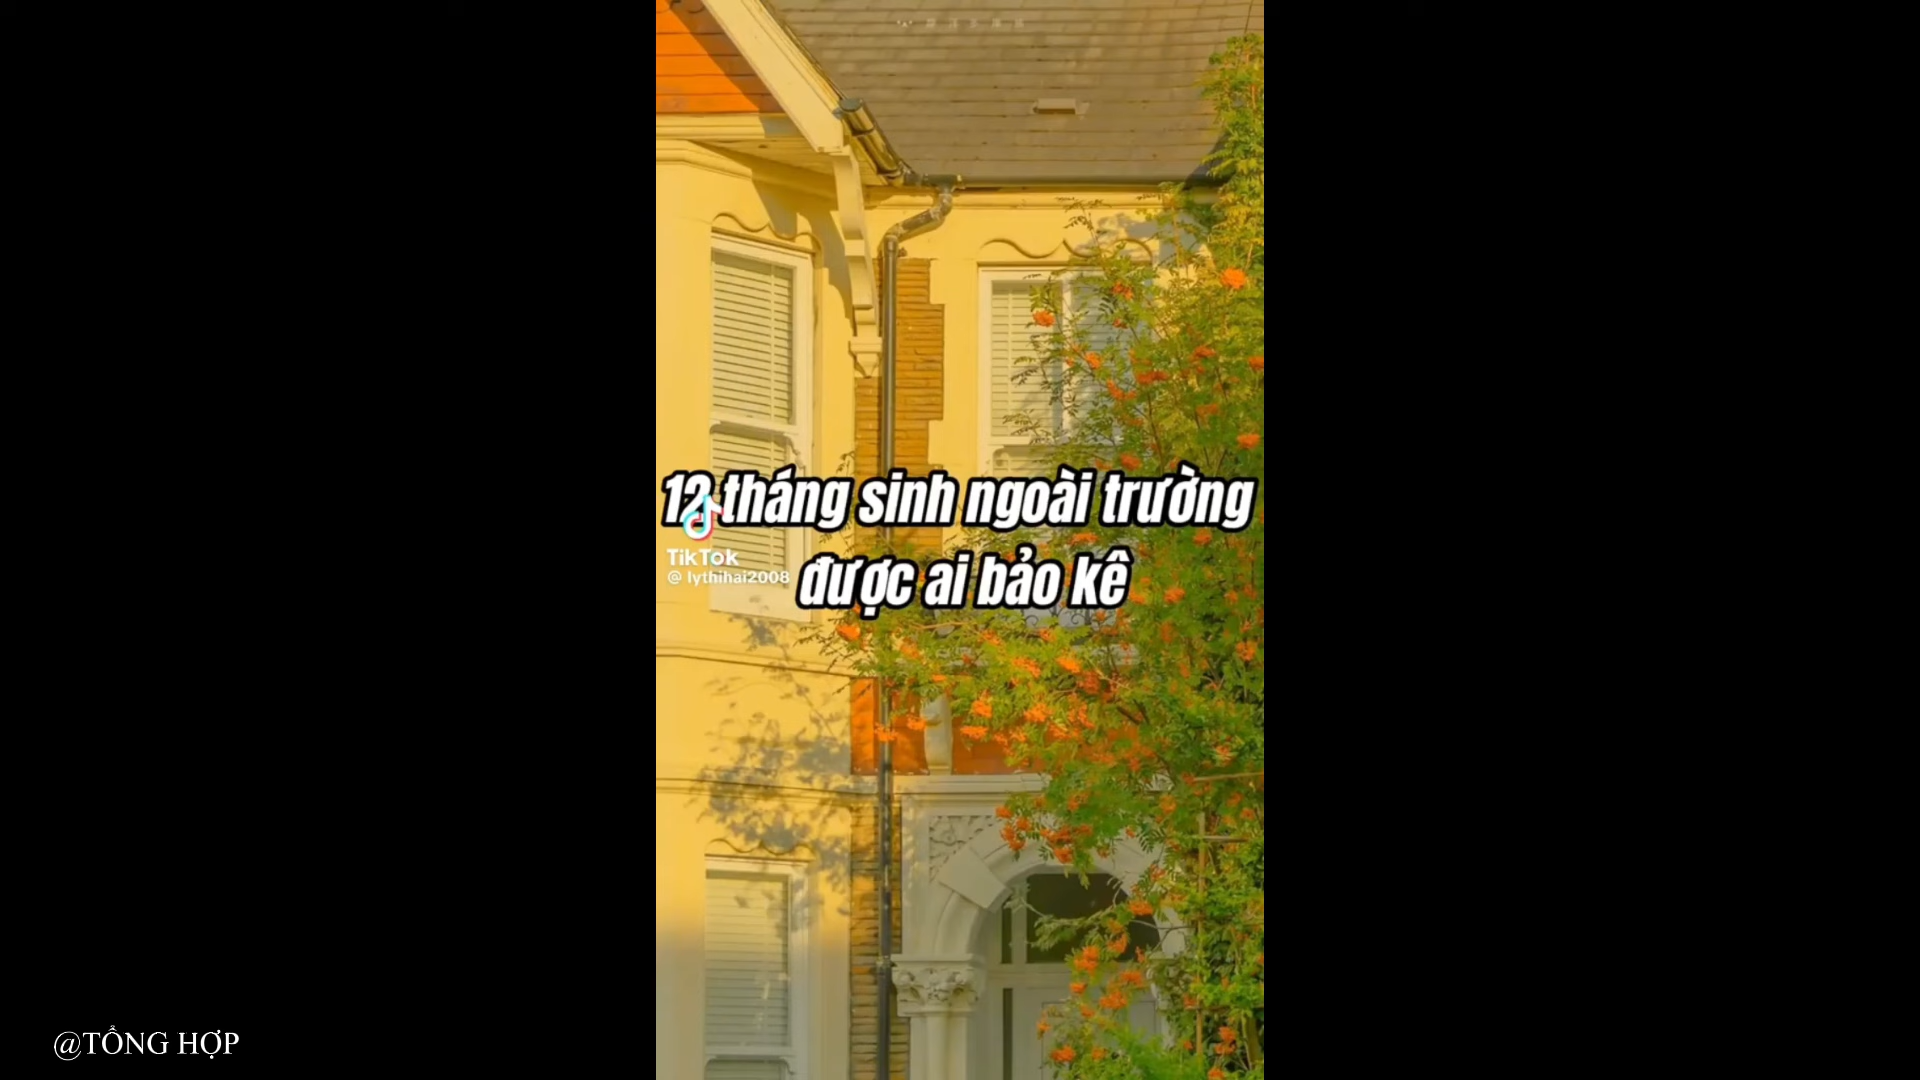 12 tháng sinh ngoài trường
được ai bảo kê
TikTok
@ lythihai2008
@TỔNG HỢP